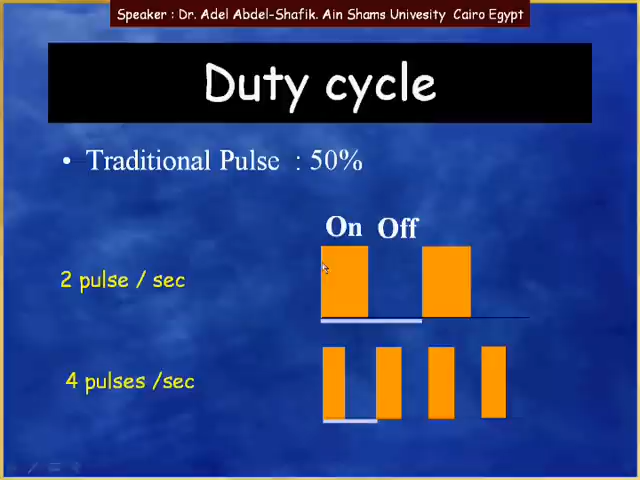 Speaker : Dr. Adel Abdel-Shafik. Ain Shams Univesity Cairo Egypt
Duty cycle
• Traditional Pulse : 50%
On Off
2 pulse / sec
4 pulses /sec